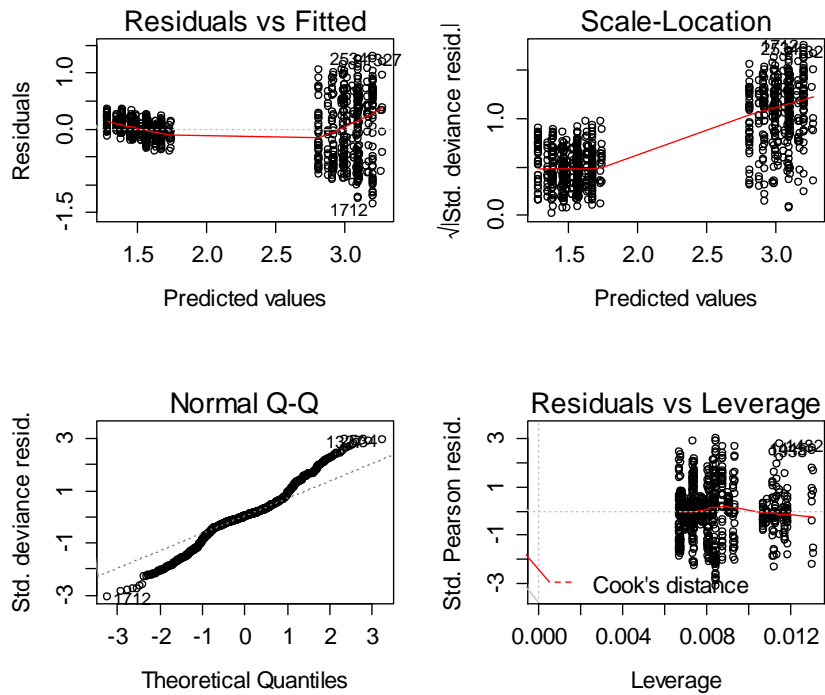 Residuals vs Fitted
Residuals
1.0
0.0
-1.5
1712
1.5
2.0
2.5
3.0
Predicted values
Scale-Location
√|Std. deviance resid.|
1.0
0.0
1712
1.5
2.0
2.5
3.0
Predicted values
Normal Q-Q
Std. deviance resid.
3
1
-1
-3
1712
-3
-2
-1
0
1
2
3
Theoretical Quantiles
Residuals vs Leverage
Std. Pearson resid.
3
1
-1
-3
Cook's distance
0.000
0.004
0.008
0.012
Leverage